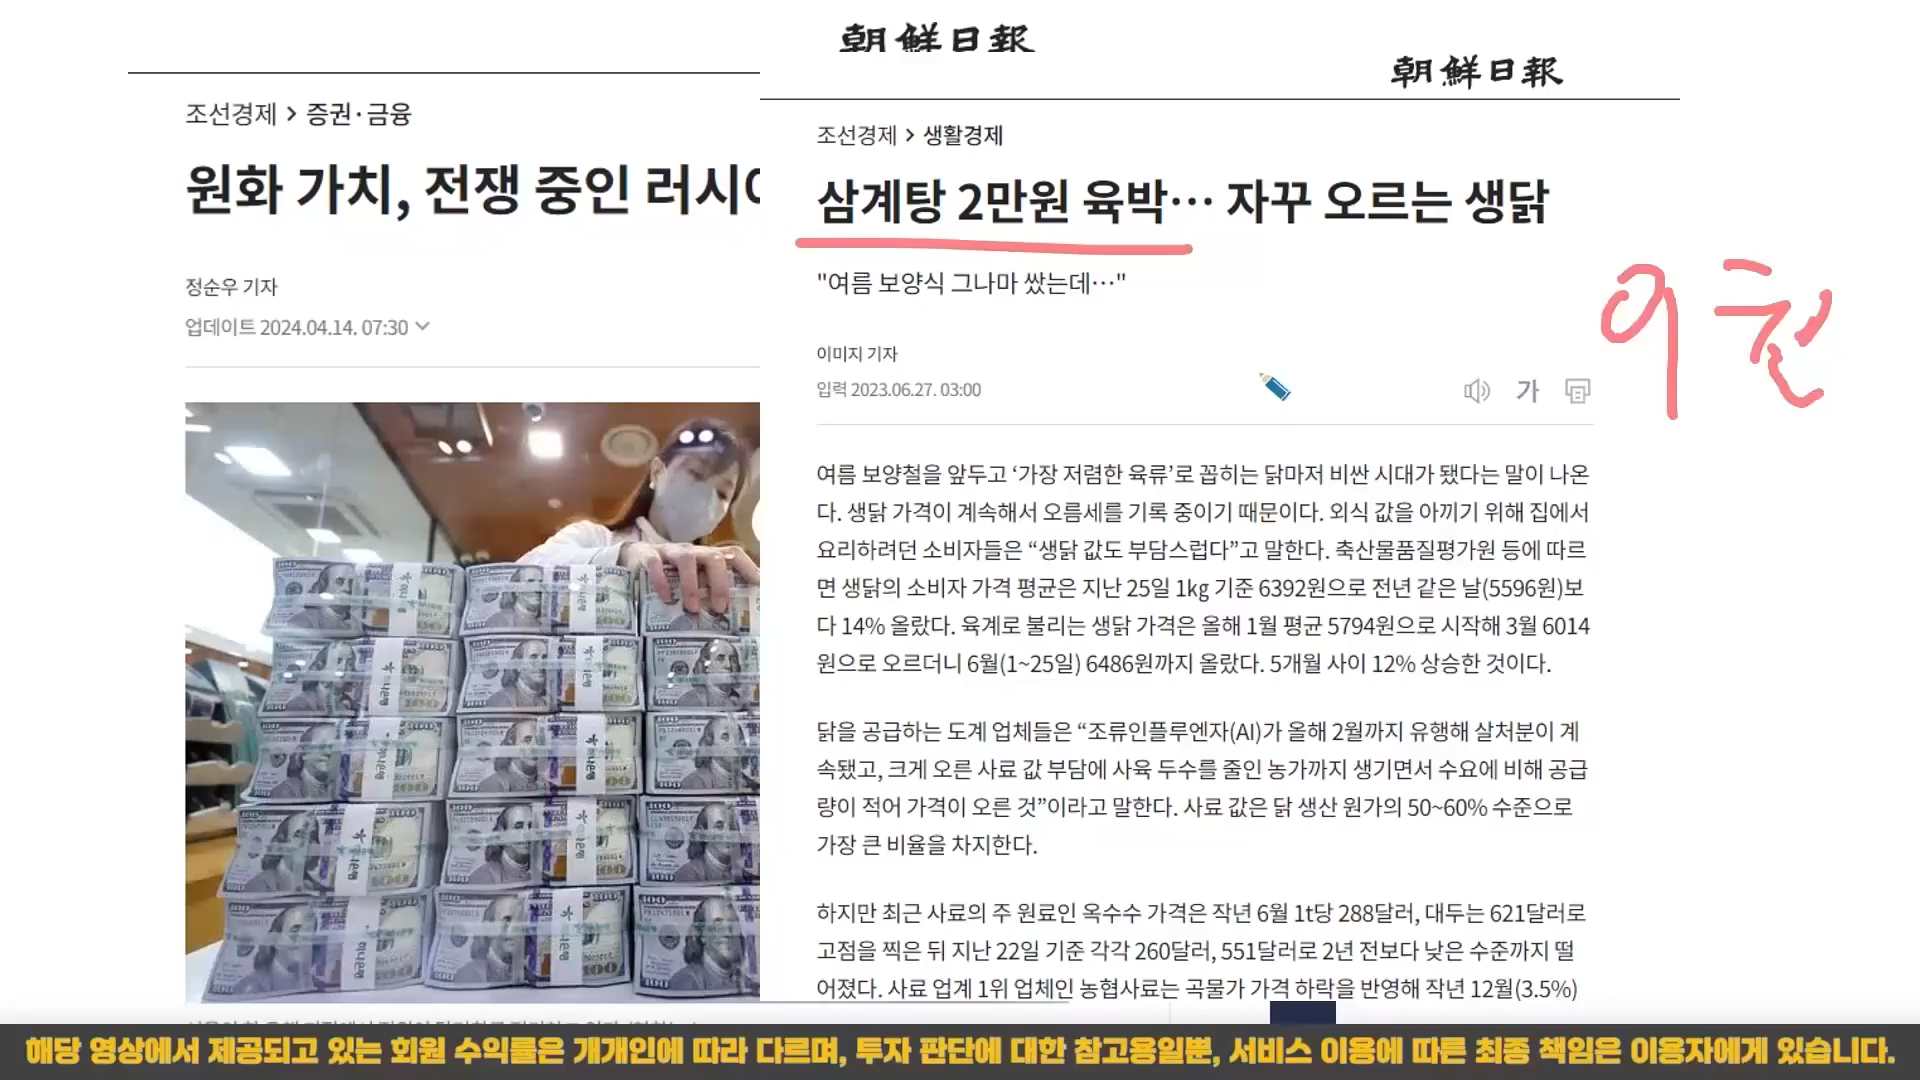 朝鮮日報
조선경제 > 증권·금융
원화 가치, 전쟁 중인 러시아
정순우 기자
업데이트 2024.04.14. 07:30
朝鮮日報
조선경제 > 생활경제
삼계탕 2만원 육박… 자꾸 오르는 생닭
"여름 보양식 그나마 쌌는데…"
이미지 기자
입력 2023.06.27. 03:00
가
여름 보양철을 앞두고 ‘가장 저렴한 육류’로 꼽히는 닭마저 비싼 시대가 됐다는 말이 나온
다. 생닭 가격이 계속해서 오름세를 기록 중이기 때문이다. 외식 값을 아끼기 위해 집에서
요리하려던 소비자들은 “생닭 값도 부담스럽다”고 말한다. 축산물품질평가원 등에 따르
면 생닭의 소비자 가격 평균은 지난 25일 1kg 기준 6392원으로 전년 같은 날(5596원)보
다 14% 올랐다. 육계로 불리는 생닭 가격은 올해 1월 평균 5794원으로 시작해 3월 6014
원으로 오르더니 6월(1~25일) 6486원까지 올랐다. 5개월 사이 12% 상승한 것이다.
닭을 공급하는 도계 업체들은 “조류인플루엔자(AI)가 올해 2월까지 유행해 살처분이 계
속됐고, 크게 오른 사료 값 부담에 사육 두수를 줄인 농가까지 생기면서 수요에 비해 공급
량이 적어 가격이 오른 것”이라고 말한다. 사료 값은 닭 생산 원가의 50~60% 수준으로
가장 큰 비율을 차지한다.
하지만 최근 사료의 주 원료인 옥수수 가격은 작년 6월 1t당 288달러, 대두는 621달러로
고점을 찍은 뒤 지난 22일 기준 각각 260달러, 551달러로 2년 전보다 낮은 수준까지 떨
어졌다. 사료 업계 1위 업체인 농협사료는 곡물가 가격 하락을 반영해 작년 12월(3.5%)
해당 영상에서 제공되고 있는 회원 수익률은 개개인에 따라 다르며, 투자 판단에 대한 참고용일뿐, 서비스 이용에 따른 최종 책임은 이용자에게 있습니다.